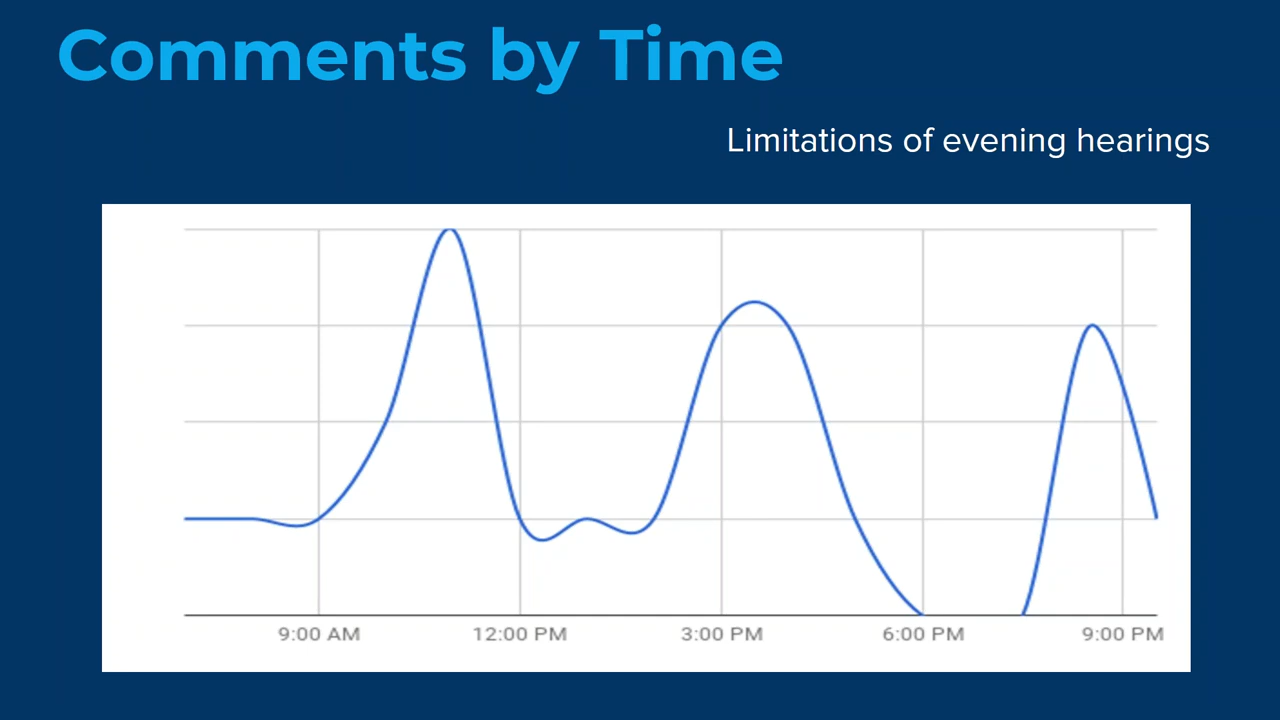 Comments by Time
Limitations of evening hearings
9:00 AM 12:00 PM 3:00 PM 6:00 PM 9:00 PM